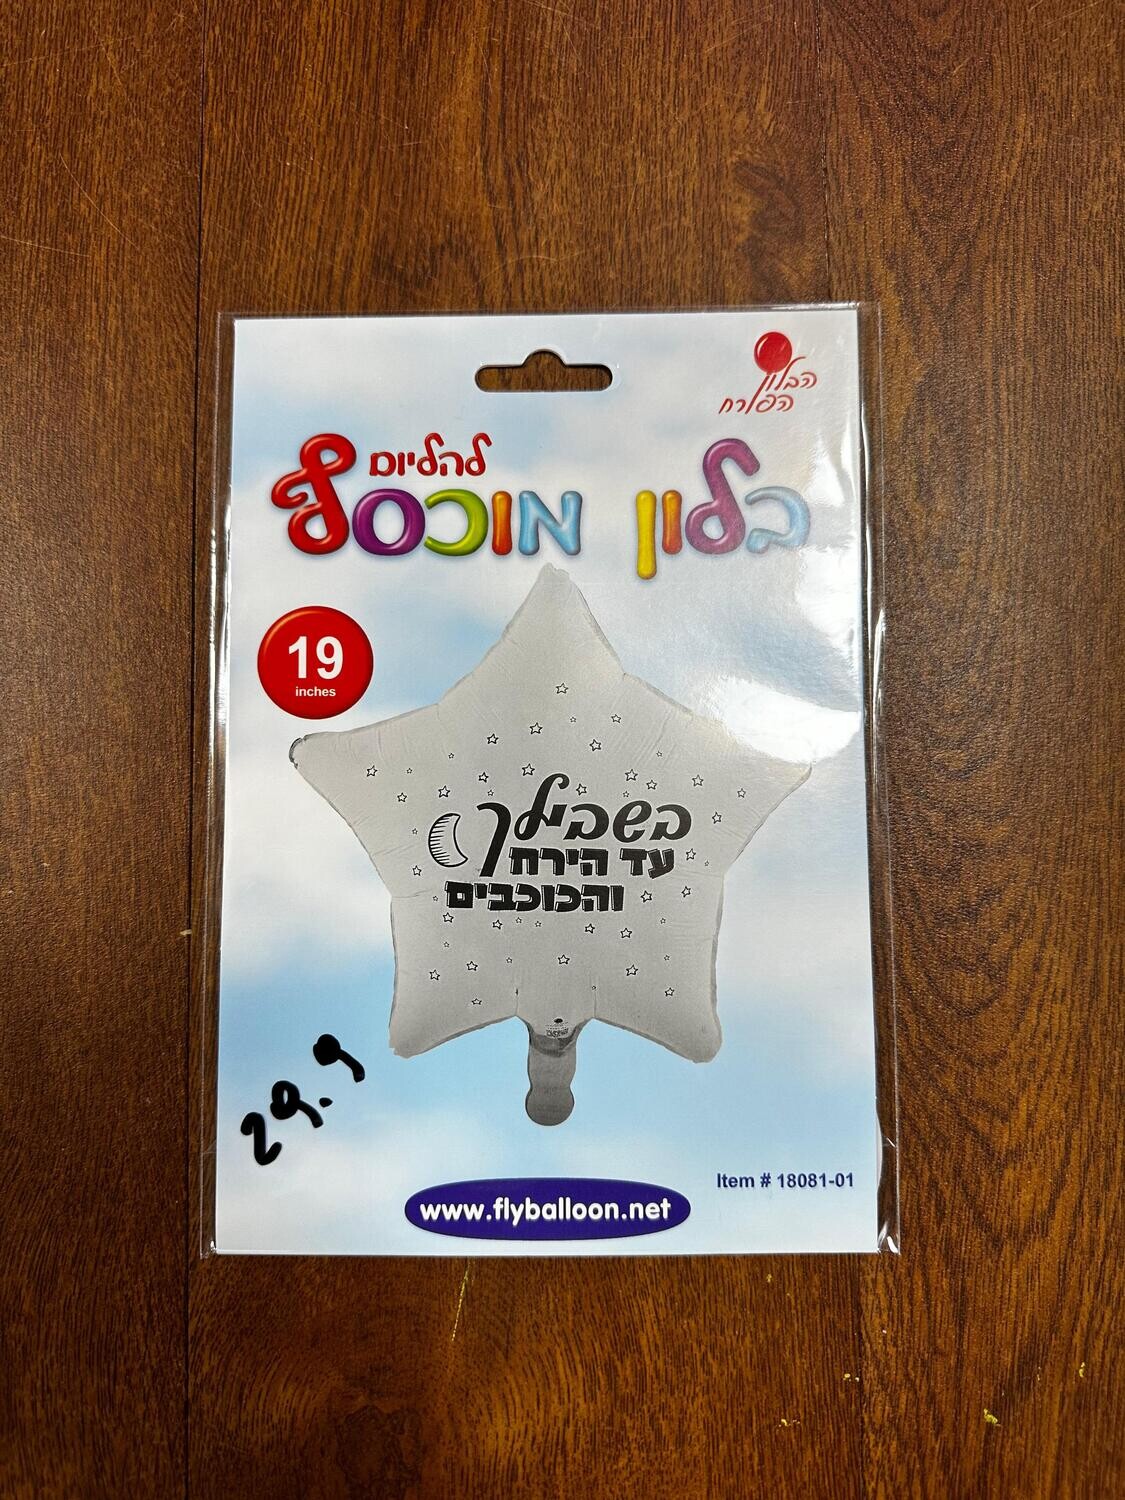 הבלון
הפורח
להליום
בלון מוכסף
19
inches
בשבילך
עד הירח
והכוכבים
29.9
Item # 18081-01
www.flyballoon.net